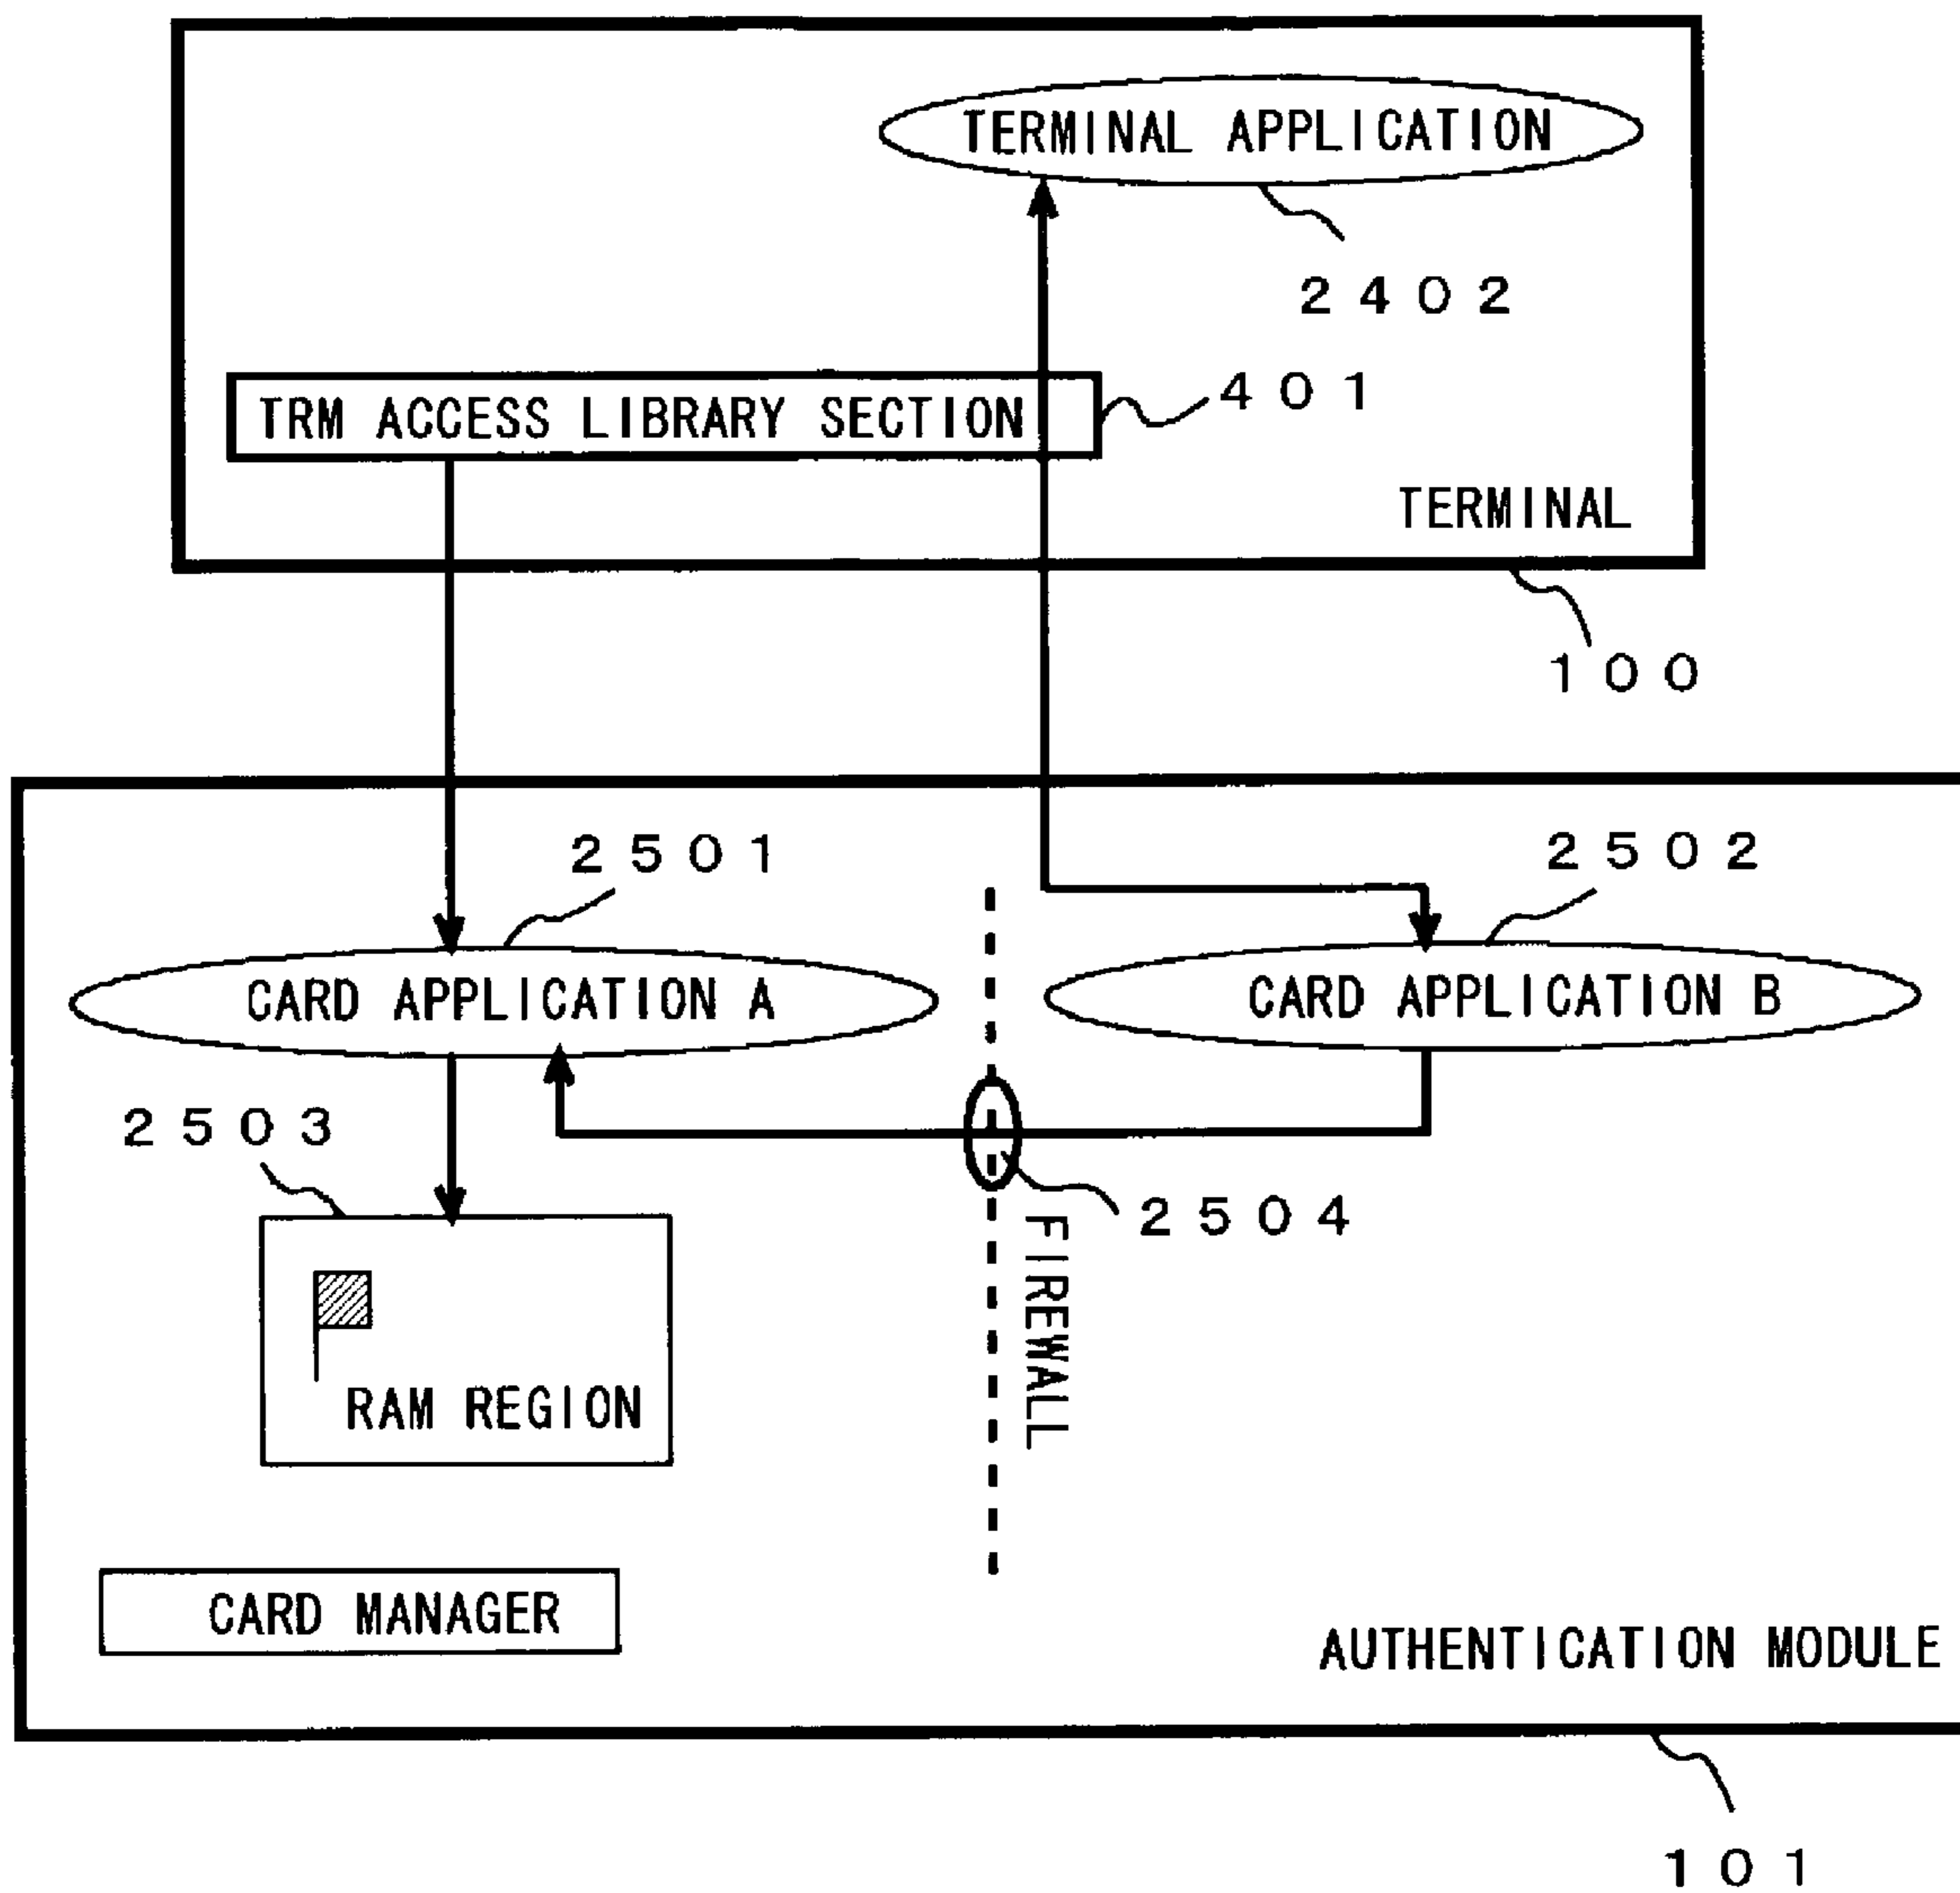 TERMINAL APPLICATION
2402
TRM ACCESS LIBRARY SECTION
401
TERMINAL
100
2501
2502
CARD APPLICATION A
CARD APPLICATION B
2503
2504
FIREWALL
RAM REGION
CARD MANAGER
AUTHENTICATION MODULE
101